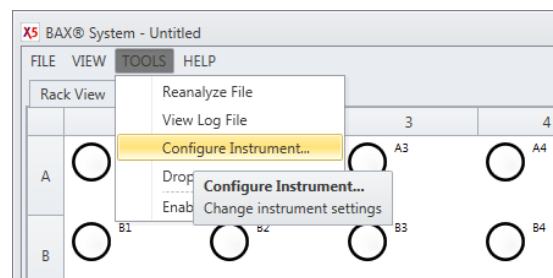 X5 BAX® System - Untitled
FILE VIEW TOOLS HELP
Rack View
Reanalyze File
View Log File
3 4
Configure Instrument...
A3 A4
A
Drop
Configure Instrument...
Enab
Change instrument settings
B1 B2 B3 B4
B